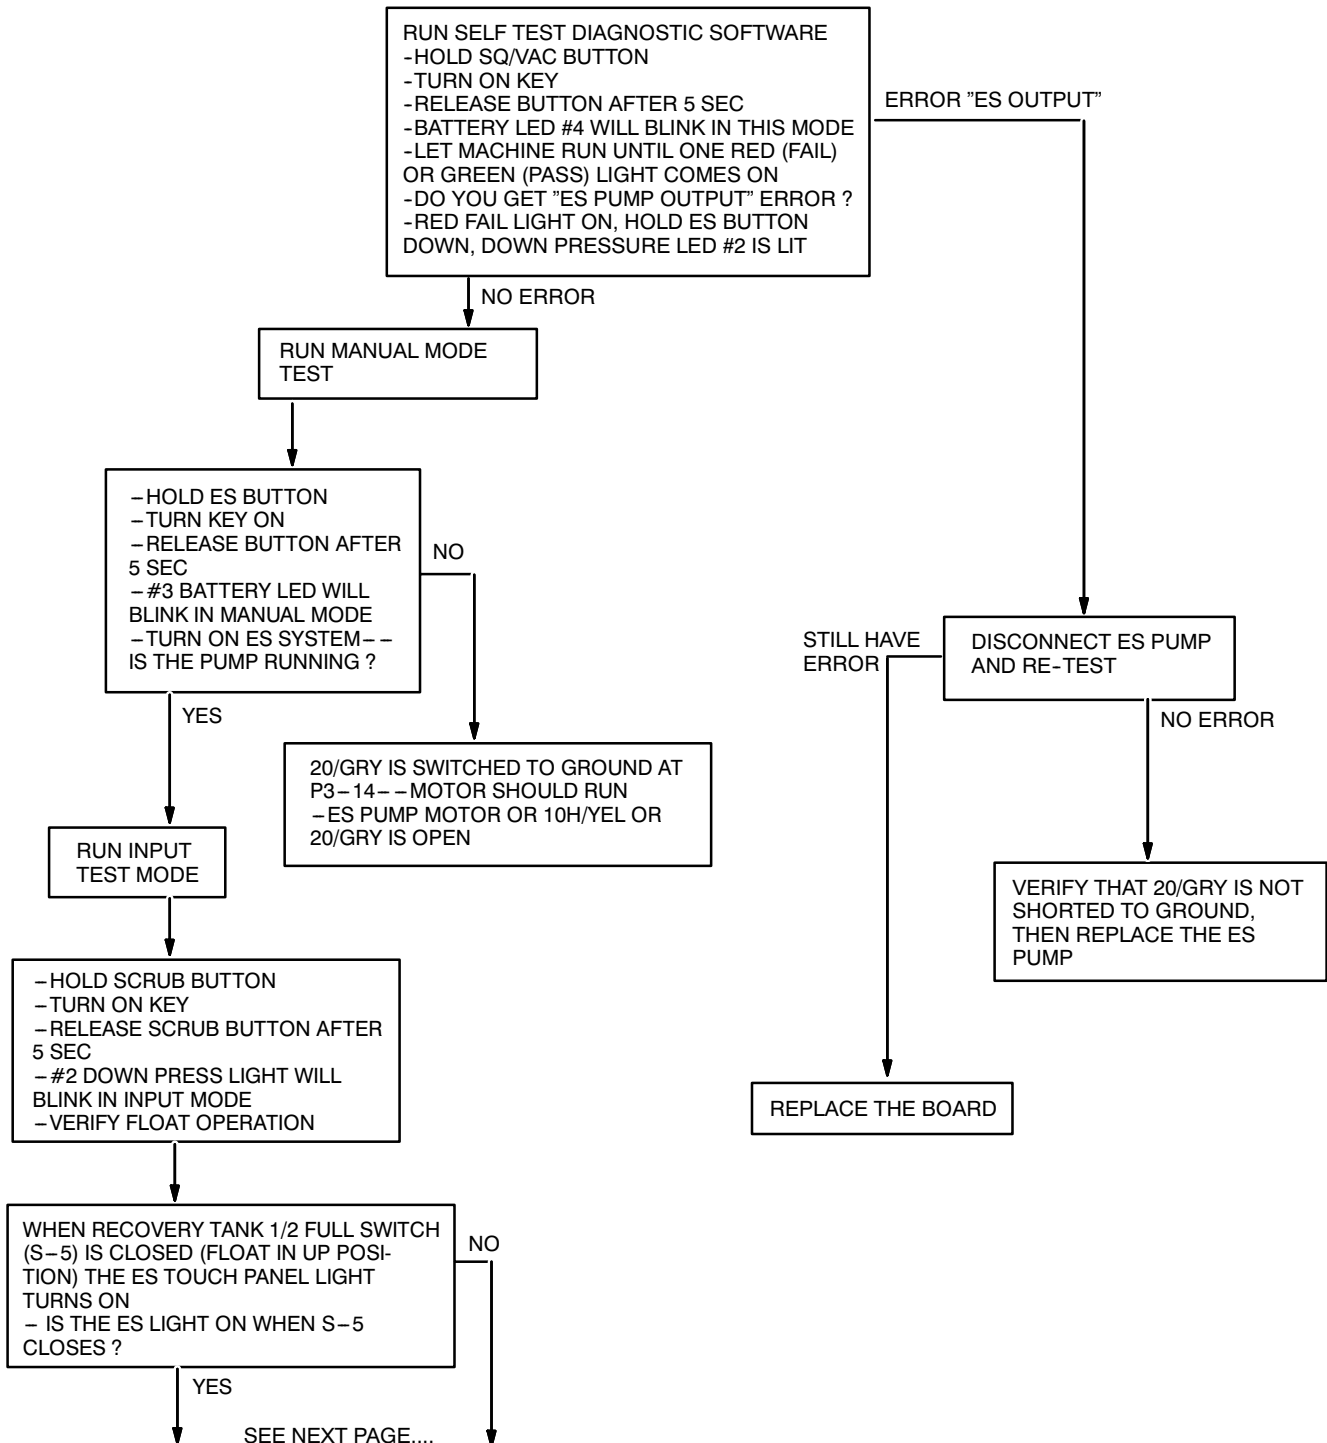 RUN SELF TEST DIAGNOSTIC SOFTWARE
-HOLD SQ/VAC BUTTON
-TURN ON KEY
-RELEASE BUTTON AFTER 5 SEC
-BATTERY LED #4 WILL BLINK IN THIS MODE
-LET MACHINE RUN UNTIL ONE RED (FAIL)
OR GREEN (PASS) LIGHT COMES ON
-DO YOU GET ”ES PUMP OUTPUT” ERROR ?
-RED FAIL LIGHT ON, HOLD ES BUTTON
DOWN, DOWN PRESSURE LED #2 IS LIT
ERROR ”ES OUTPUT”
NO ERROR
RUN MANUAL MODE
TEST
-HOLD ES BUTTON
-TURN KEY ON
-RELEASE BUTTON AFTER
5 SEC
-#3 BATTERY LED WILL
BLINK IN MANUAL MODE
-TURN ON ES SYSTEM--
IS THE PUMP RUNNING ?
NO
YES
STILL HAVE
ERROR
DISCONNECT ES PUMP
AND RE-TEST
NO ERROR
20/GRY IS SWITCHED TO GROUND AT
P3-14--MOTOR SHOULD RUN
-ES PUMP MOTOR OR 10H/YEL OR
20/GRY IS OPEN
RUN INPUT
TEST MODE
VERIFY THAT 20/GRY IS NOT
SHORTED TO GROUND,
THEN REPLACE THE ES
PUMP
-HOLD SCRUB BUTTON
-TURN ON KEY
-RELEASE SCRUB BUTTON AFTER
5 SEC
-#2 DOWN PRESS LIGHT WILL
BLINK IN INPUT MODE
-VERIFY FLOAT OPERATION
REPLACE THE BOARD
WHEN RECOVERY TANK 1/2 FULL SWITCH
(S-5) IS CLOSED (FLOAT IN UP POSI-
TION) THE ES TOUCH PANEL LIGHT
TURNS ON
- IS THE ES LIGHT ON WHEN S-5
CLOSES ?
NO
YES
SEE NEXT PAGE....